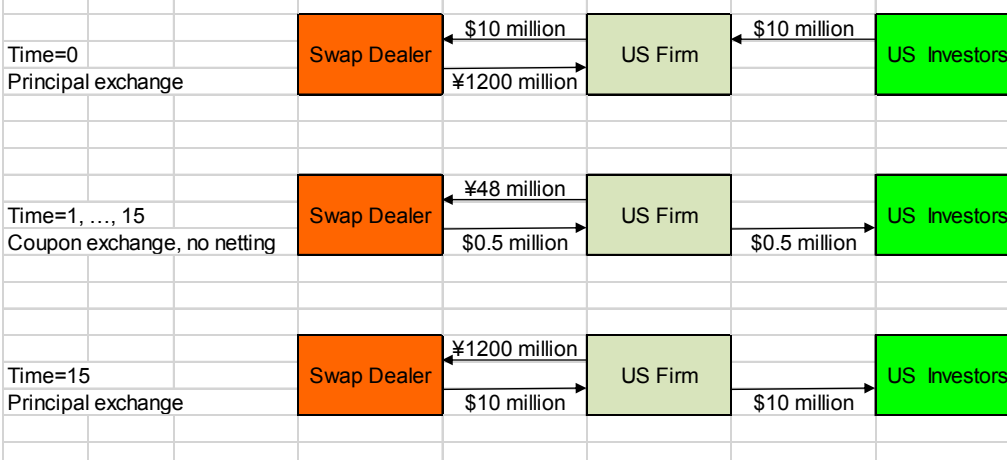 $10 million $10 million
Time=0 Swap Dealer US Firm US Investors
Principal exchange ¥1200 million
¥48 million
Time=1, …, 15 Swap Dealer US Firm US Investors
Coupon exchange, no netting $0.5 million $0.5 million
¥1200 million
Time=15 Swap Dealer US Firm US Investors
Principal exchange $10 million $10 million